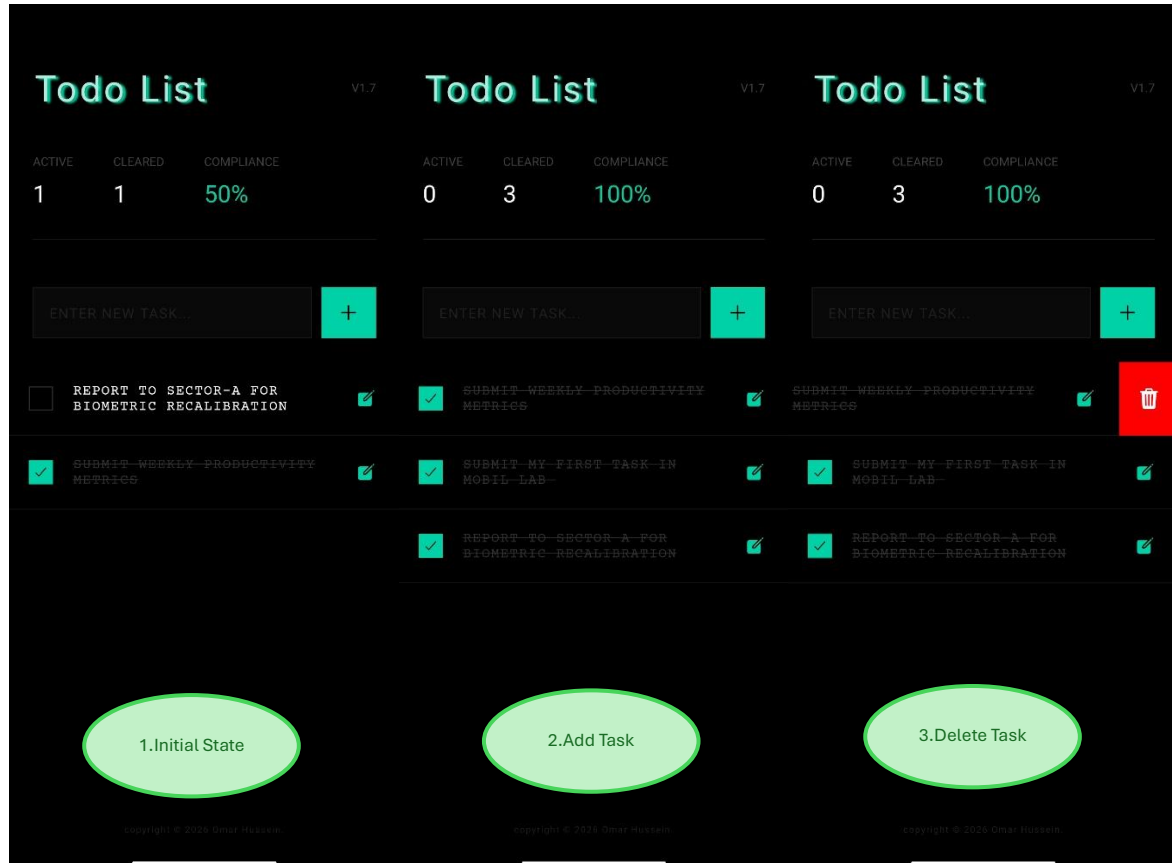 Todo List
V1.7
ACTIVE
CLEARED
COMPLIANCE
1
1
50%
ENTER NEW TASK...
+
REPORT TO SECTOR-A FOR
BIOMETRIC RECALIBRATION
SUBMIT WEEKLY PRODUCTIVITY
METRICS
1.Initial State
copyright © 2026 Omar Hussein
Todo List
V1.7
ACTIVE
CLEARED
COMPLIANCE
0
3
100%
ENTER NEW TASK...
+
SUBMIT WEEKLY PRODUCTIVITY
METRICS
SUBMIT MY FIRST TASK IN
MOBIL LAB
REPORT TO SECTOR-A FOR
BIOMETRIC RECALIBRATION
2.Add Task
copyright © 2026 Omar Hussein
Todo List
V1.7
ACTIVE
CLEARED
COMPLIANCE
0
3
100%
ENTER NEW TASK...
+
SUBMIT WEEKLY PRODUCTIVITY
METRICS
SUBMIT MY FIRST TASK IN
MOBIL LAB
REPORT TO SECTOR-A FOR
BIOMETRIC RECALIBRATION
3.Delete Task
copyright © 2026 Omar Hussein